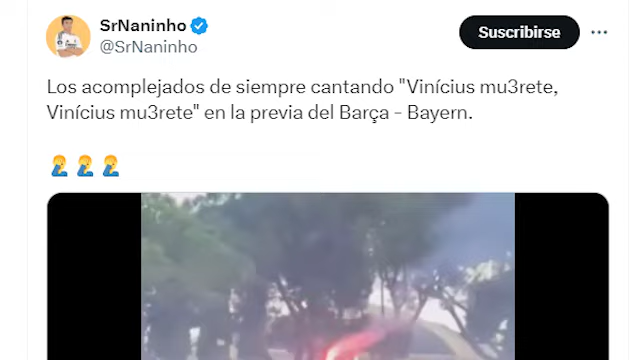 SrNaninho
@SrNaninho
Suscribirse
Los acomplejados de siempre cantando "Vinícius mu3rete,
Vinícius mu3rete" en la previa del Barça - Bayern.